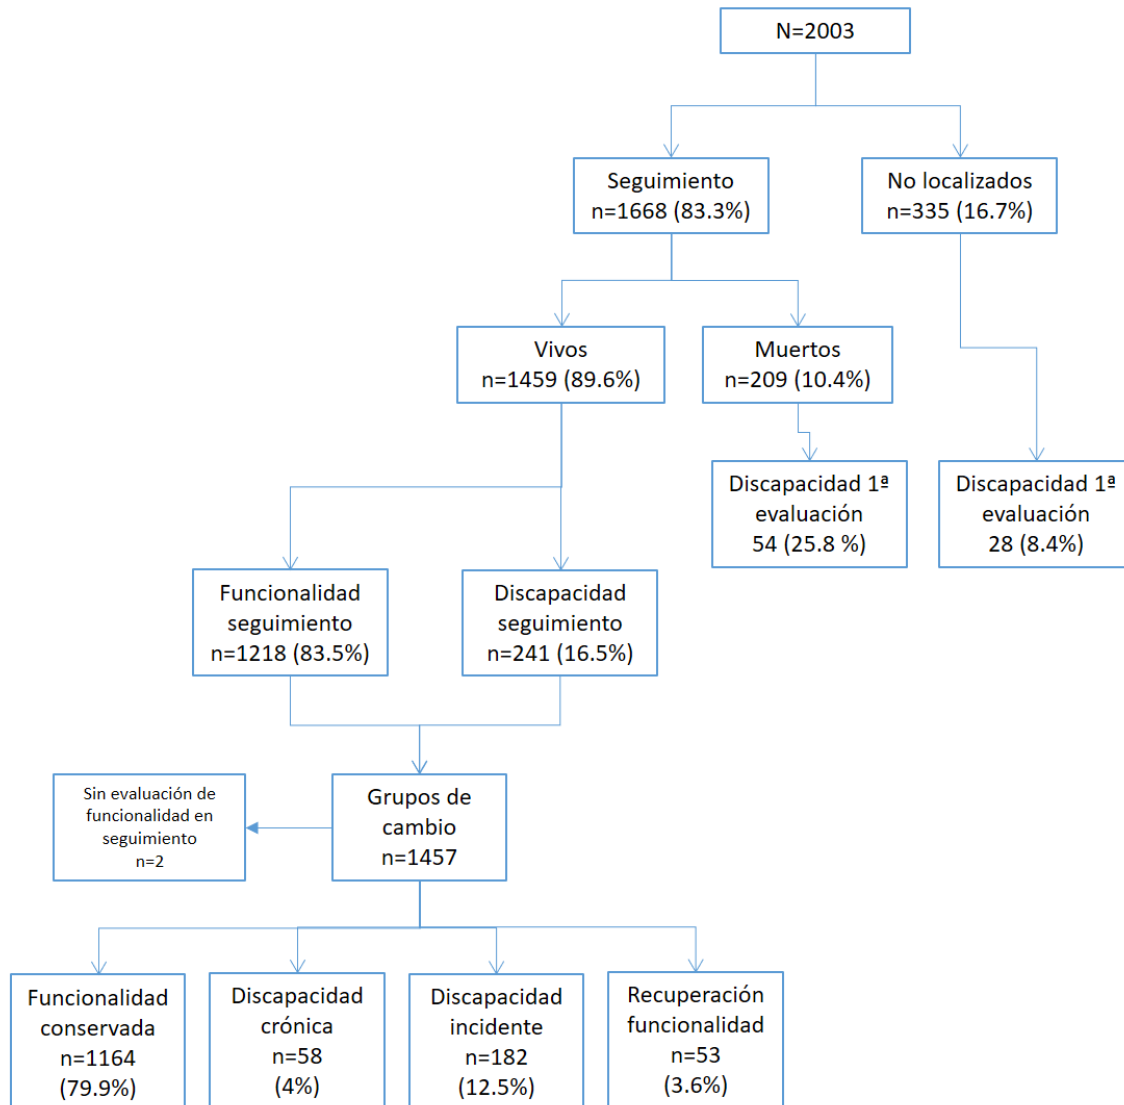 N=2003
Seguimiento
n=1668 (83.3%)
No localizados
n=335 (16.7%)
Vivos
n=1459 (89.6%)
Muertos
n=209 (10.4%)
Discapacidad 1ª
evaluación
54 (25.8 %)
Discapacidad 1ª
evaluación
28 (8.4%)
Funcionalidad
seguimiento
n=1218 (83.5%)
Discapacidad
seguimiento
n=241 (16.5%)
Sin evaluación de
funcionalidad en
seguimiento
n=2
Grupos de
cambio
n=1457
Funcionalidad
conservada
n=1164
(79.9%)
Discapacidad
crónica
n=58
(4%)
Discapacidad
incidente
n=182
(12.5%)
Recuperación
funcionalidad
n=53
(3.6%)